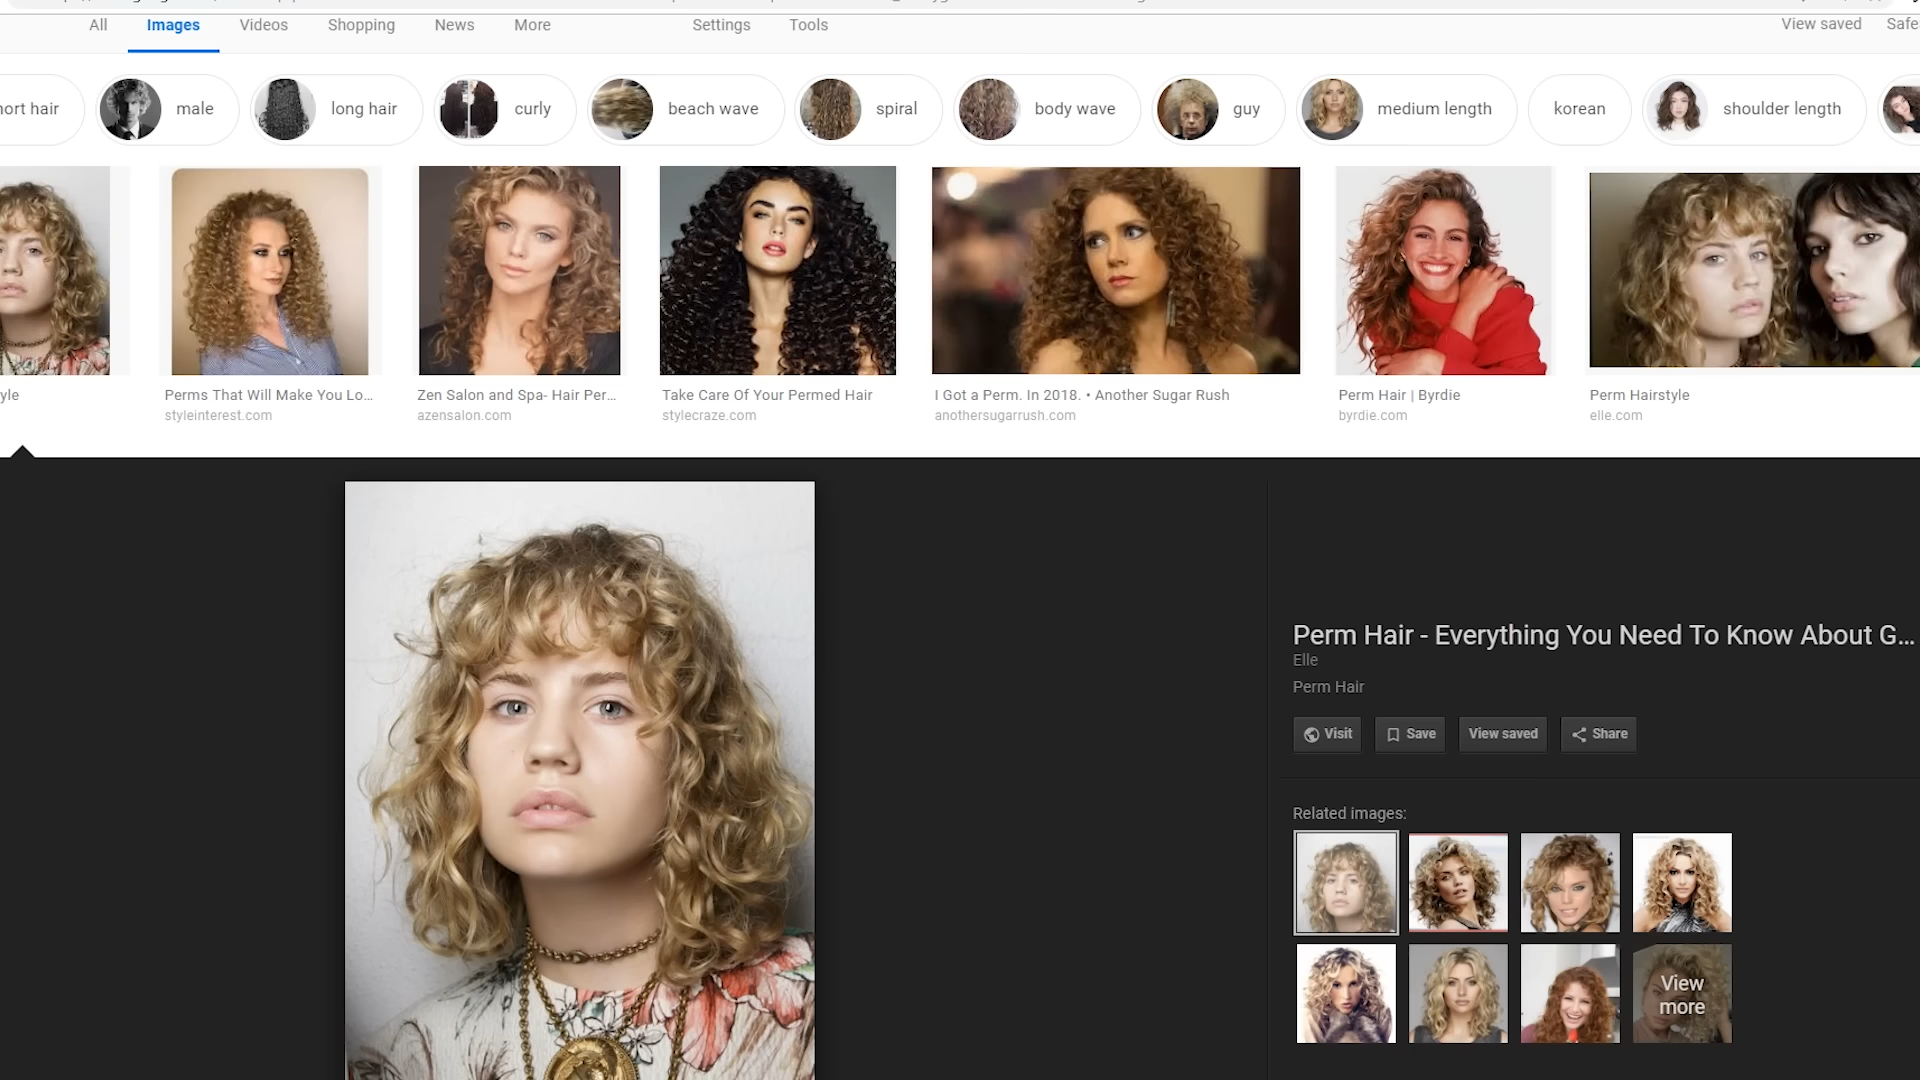 All Images Videos Shopping News More Settings Tools View saved Safe
hort hair male long hair curly beach wave spiral body wave guy medium length korean shoulder length
yle Perms That Will Make You Lo... Zen Salon and Spa- Hair Per... Take Care Of Your Permed Hair I Got a Perm. In 2018. • Another Sugar Rush Perm Hair | Byrdie Perm Hairstyle
styleinterest.com azensalon.com stylecraze.com anothersugarrush.com byrdie.com elle.com
Perm Hair - Everything You Need To Know About G...
Elle
Perm Hair
Visit Save View saved Share
Related images:
View
more